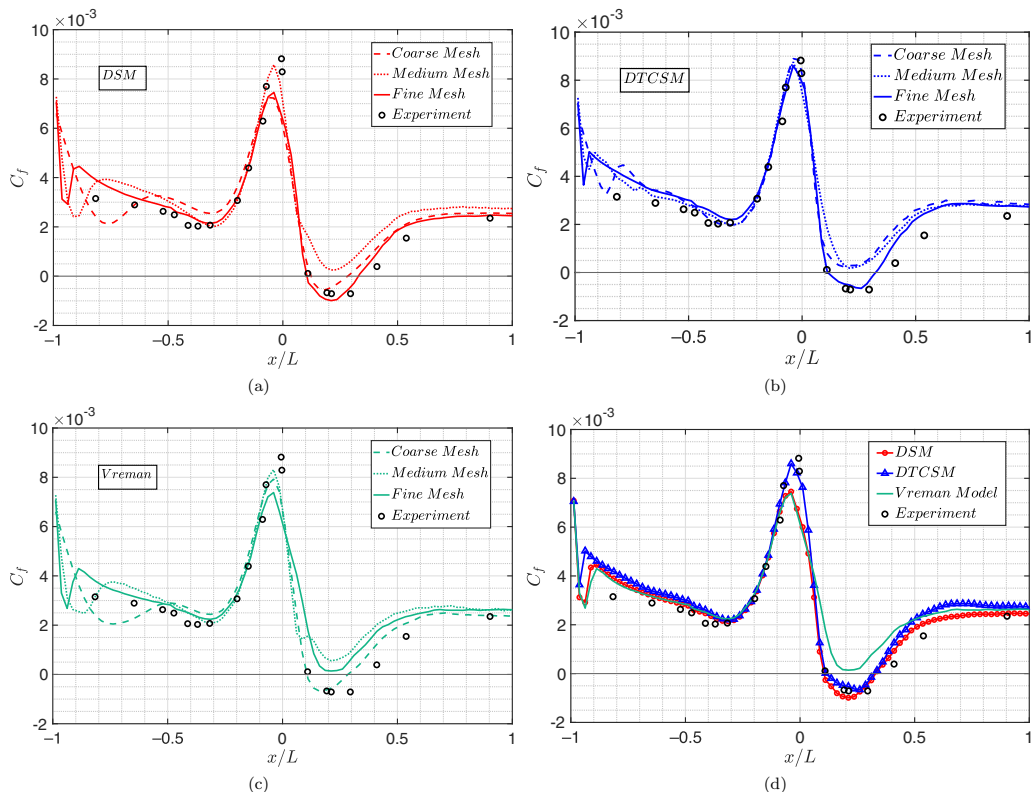 ×10⁻³
10
8
6
4
2
0
-2
C_f
DSM
Coarse Mesh
Medium Mesh
Fine Mesh
Experiment
-1
-0.5
0
0.5
1
x/L
(a)
×10⁻³
10
8
6
4
2
0
-2
C_f
DTCSM
Coarse Mesh
Medium Mesh
Fine Mesh
Experiment
-1
-0.5
0
0.5
1
x/L
(b)
×10⁻³
10
8
6
4
2
0
-2
C_f
Vreman
Coarse Mesh
Medium Mesh
Fine Mesh
Experiment
-1
-0.5
0
0.5
1
x/L
(c)
×10⁻³
10
8
6
4
2
0
-2
C_f
DSM
DTCSM
Vreman Model
Experiment
-1
-0.5
0
0.5
1
x/L
(d)